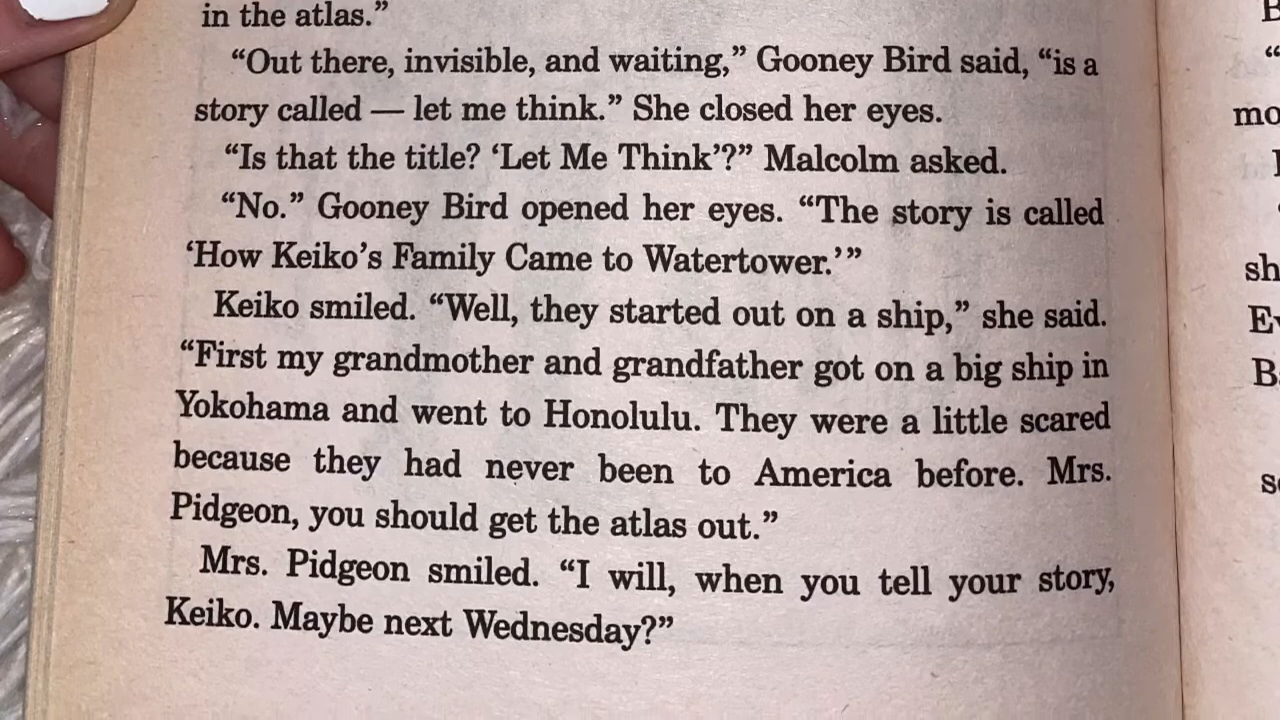 in the atlas.”
“Out there, invisible, and waiting,” Gooney Bird said, “is a
story called — let me think.” She closed her eyes.
“Is that the title? ‘Let Me Think’?” Malcolm asked.
“No.” Gooney Bird opened her eyes. “The story is called
‘How Keiko’s Family Came to Watertower.’”
Keiko smiled. “Well, they started out on a ship,” she said.
“First my grandmother and grandfather got on a big ship in
Yokohama and went to Honolulu. They were a little scared
because they had never been to America before. Mrs.
Pidgeon, you should get the atlas out.”
Mrs. Pidgeon smiled. “I will, when you tell your story,
Keiko. Maybe next Wednesday?”